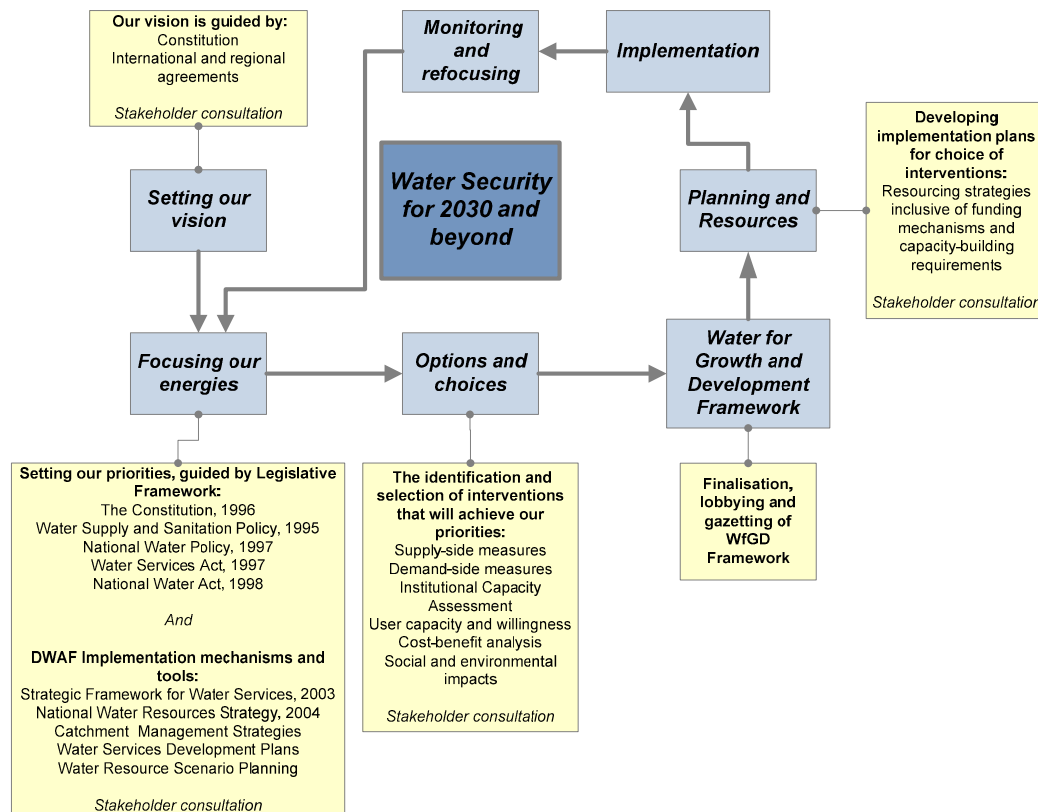 Our vision is guided by:
Constitution
International and regional
agreements
Stakeholder consultation
Setting our
vision
Monitoring
and
refocusing
Implementation
Water Security
for 2030 and
beyond
Planning and
Resources
Developing
implementation plans
for choice of
interventions:
Resourcing strategies
inclusive of funding
mechanisms and
capacity-building
requirements
Stakeholder consultation
Focusing our
energies
Options and
choices
Water for
Growth and
Development
Framework
Setting our priorities, guided by Legislative
Framework:
The Constitution, 1996
Water Supply and Sanitation Policy, 1995
National Water Policy, 1997
Water Services Act, 1997
National Water Act, 1998
And
DWAF Implementation mechanisms and
tools:
Strategic Framework for Water Services, 2003
National Water Resources Strategy, 2004
Catchment Management Strategies
Water Services Development Plans
Water Resource Scenario Planning
Stakeholder consultation
The identification and
selection of interventions
that will achieve our
priorities:
Supply-side measures
Demand-side measures
Institutional Capacity
Assessment
User capacity and willingness
Cost-benefit analysis
Social and environmental
impacts
Stakeholder consultation
Finalisation,
lobbying and
gazetting of
WfGD
Framework